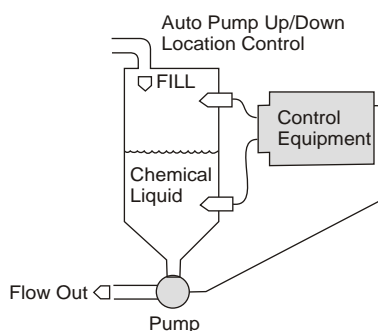 Auto Pump Up/Down
Location Control
FILL
Control
Equipment
Chemical
Liquid
Flow Out
Pump